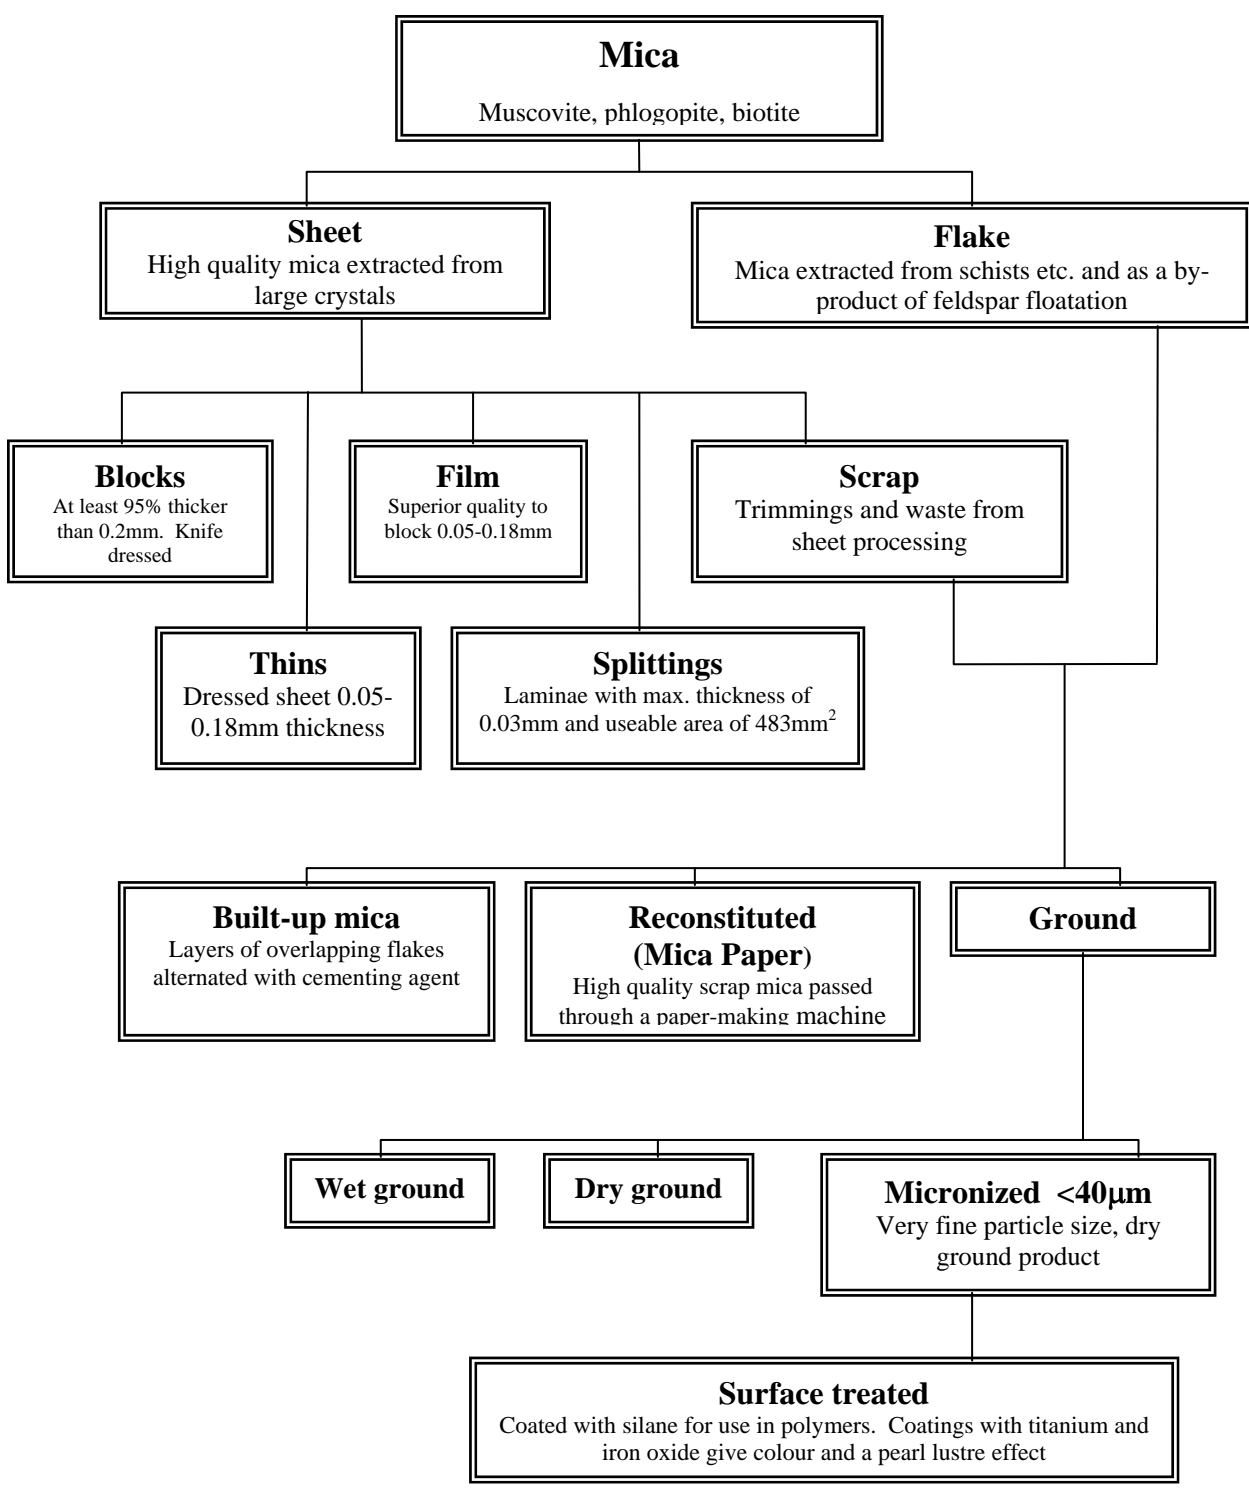 Mica
Muscovite, phlogopite, biotite
Sheet
High quality mica extracted from
large crystals
Flake
Mica extracted from schists etc. and as a by-
product of feldspar floatation
Blocks
At least 95% thicker
than 0.2mm.  Knife
dressed
Film
Superior quality to
block 0.05-0.18mm
Scrap
Trimmings and waste from
sheet processing
Thins
Dressed sheet 0.05-
0.18mm thickness
Splittings
Laminae with max. thickness of
0.03mm and useable area of 483mm²
Built-up mica
Layers of overlapping flakes
alternated with cementing agent
Reconstituted
(Mica Paper)
High quality scrap mica passed
through a paper-making machine
Ground
Wet ground
Dry ground
Micronized  <40μm
Very fine particle size, dry
ground product
Surface treated
Coated with silane for use in polymers.  Coatings with titanium and
iron oxide give colour and a pearl lustre effect